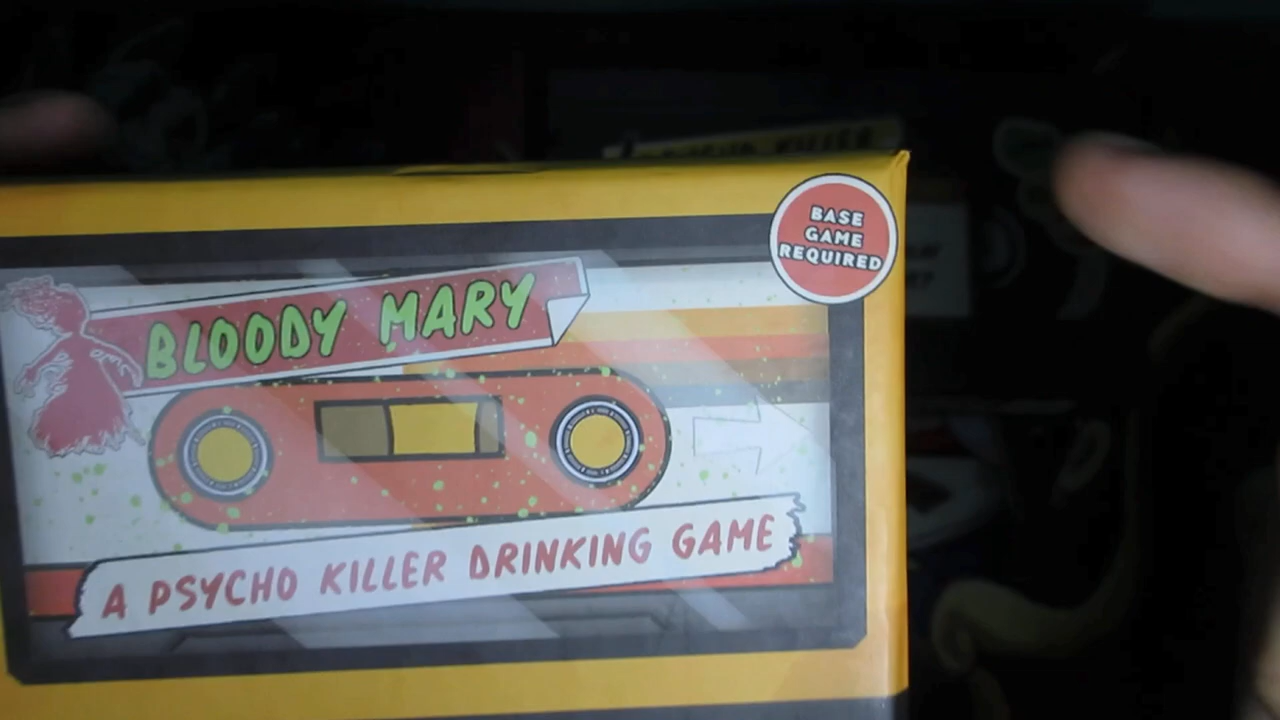 BASE
GAME
REQUIRED
BLOODY MARY
A PSYCHO KILLER DRINKING GAME